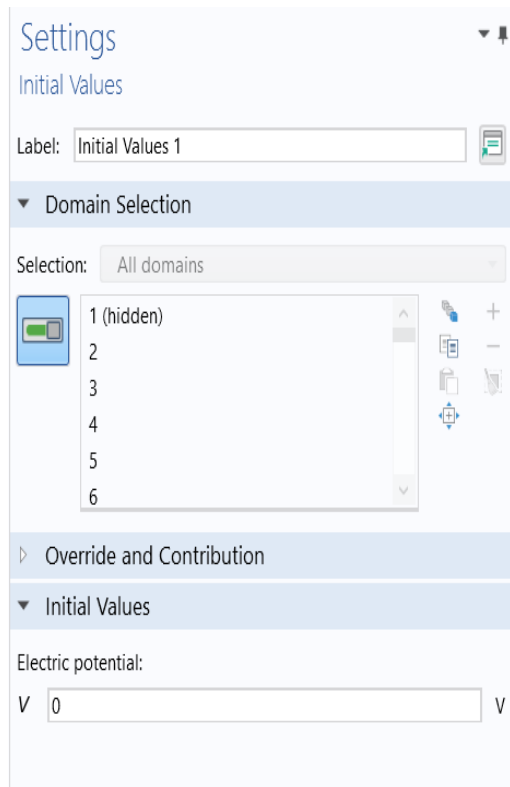 Settings
Initial Values
Label: Initial Values 1
Domain Selection
Selection: All domains
1 (hidden)
2
3
4
5
6
Override and Contribution
Initial Values
Electric potential:
V 0 V